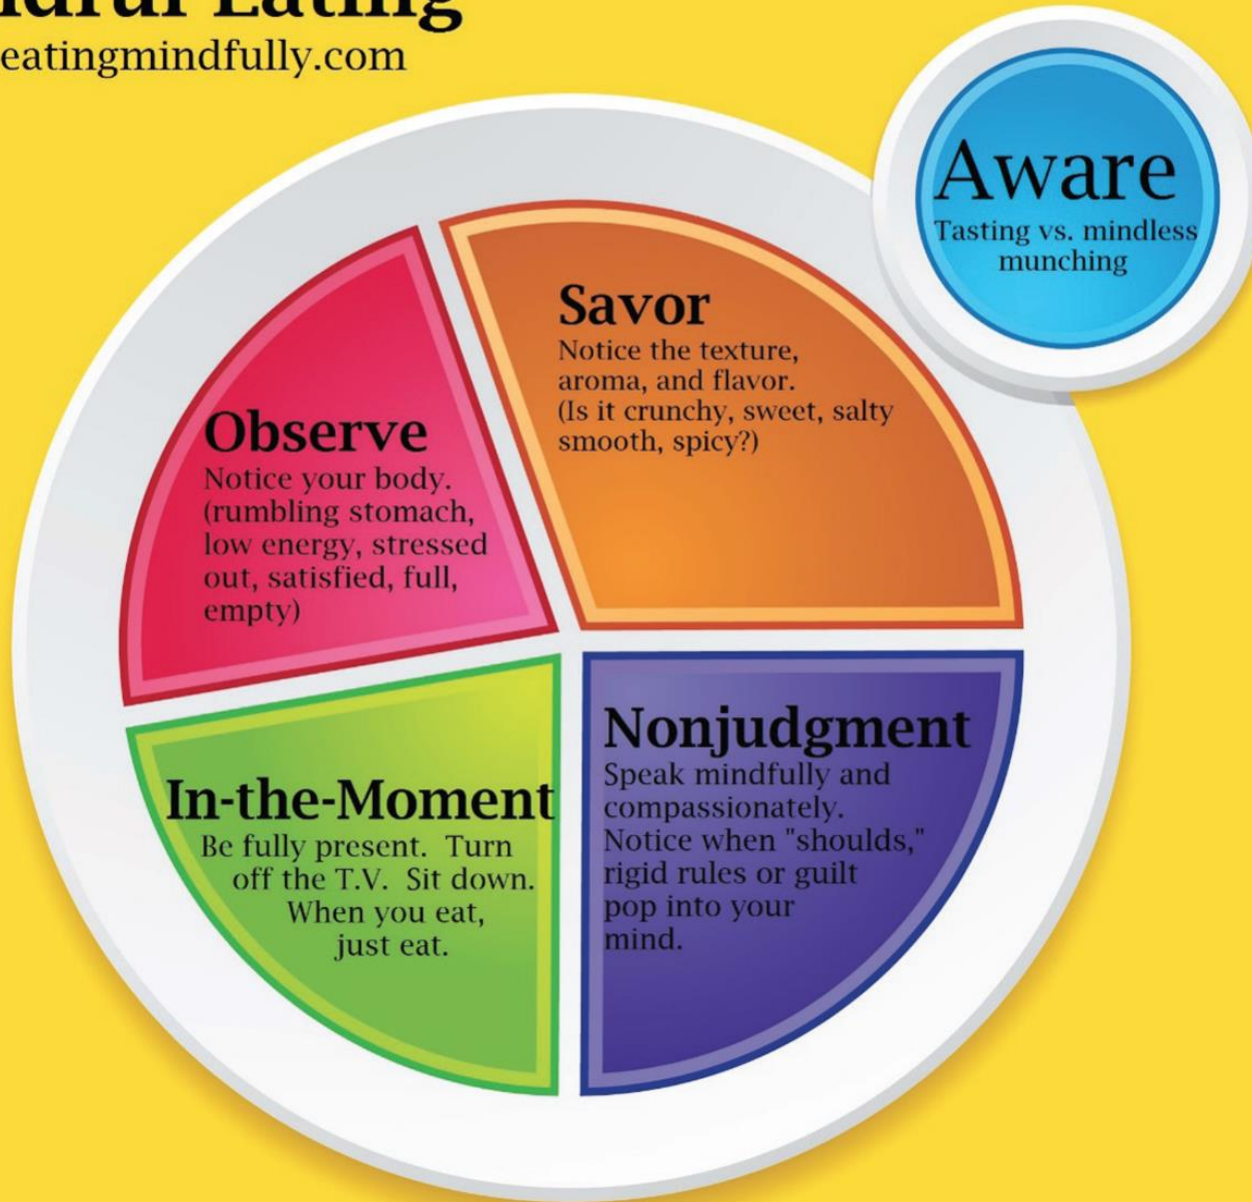 Eating
eatingmindfully.com
Aware
Tasting vs. mindless
munching
Savor
Notice the texture,
aroma, and flavor.
(Is it crunchy, sweet, salty
smooth, spicy?)
Observe
Notice your body.
(rumbling stomach,
low energy, stressed
out, satisfied, full,
empty)
Nonjudgment
Speak mindfully and
compassionately.
Notice when "shoulds,"
rigid rules or guilt
pop into your
mind.
In-the-Moment
Be fully present. Turn
off the T.V. Sit down.
When you eat,
just eat.